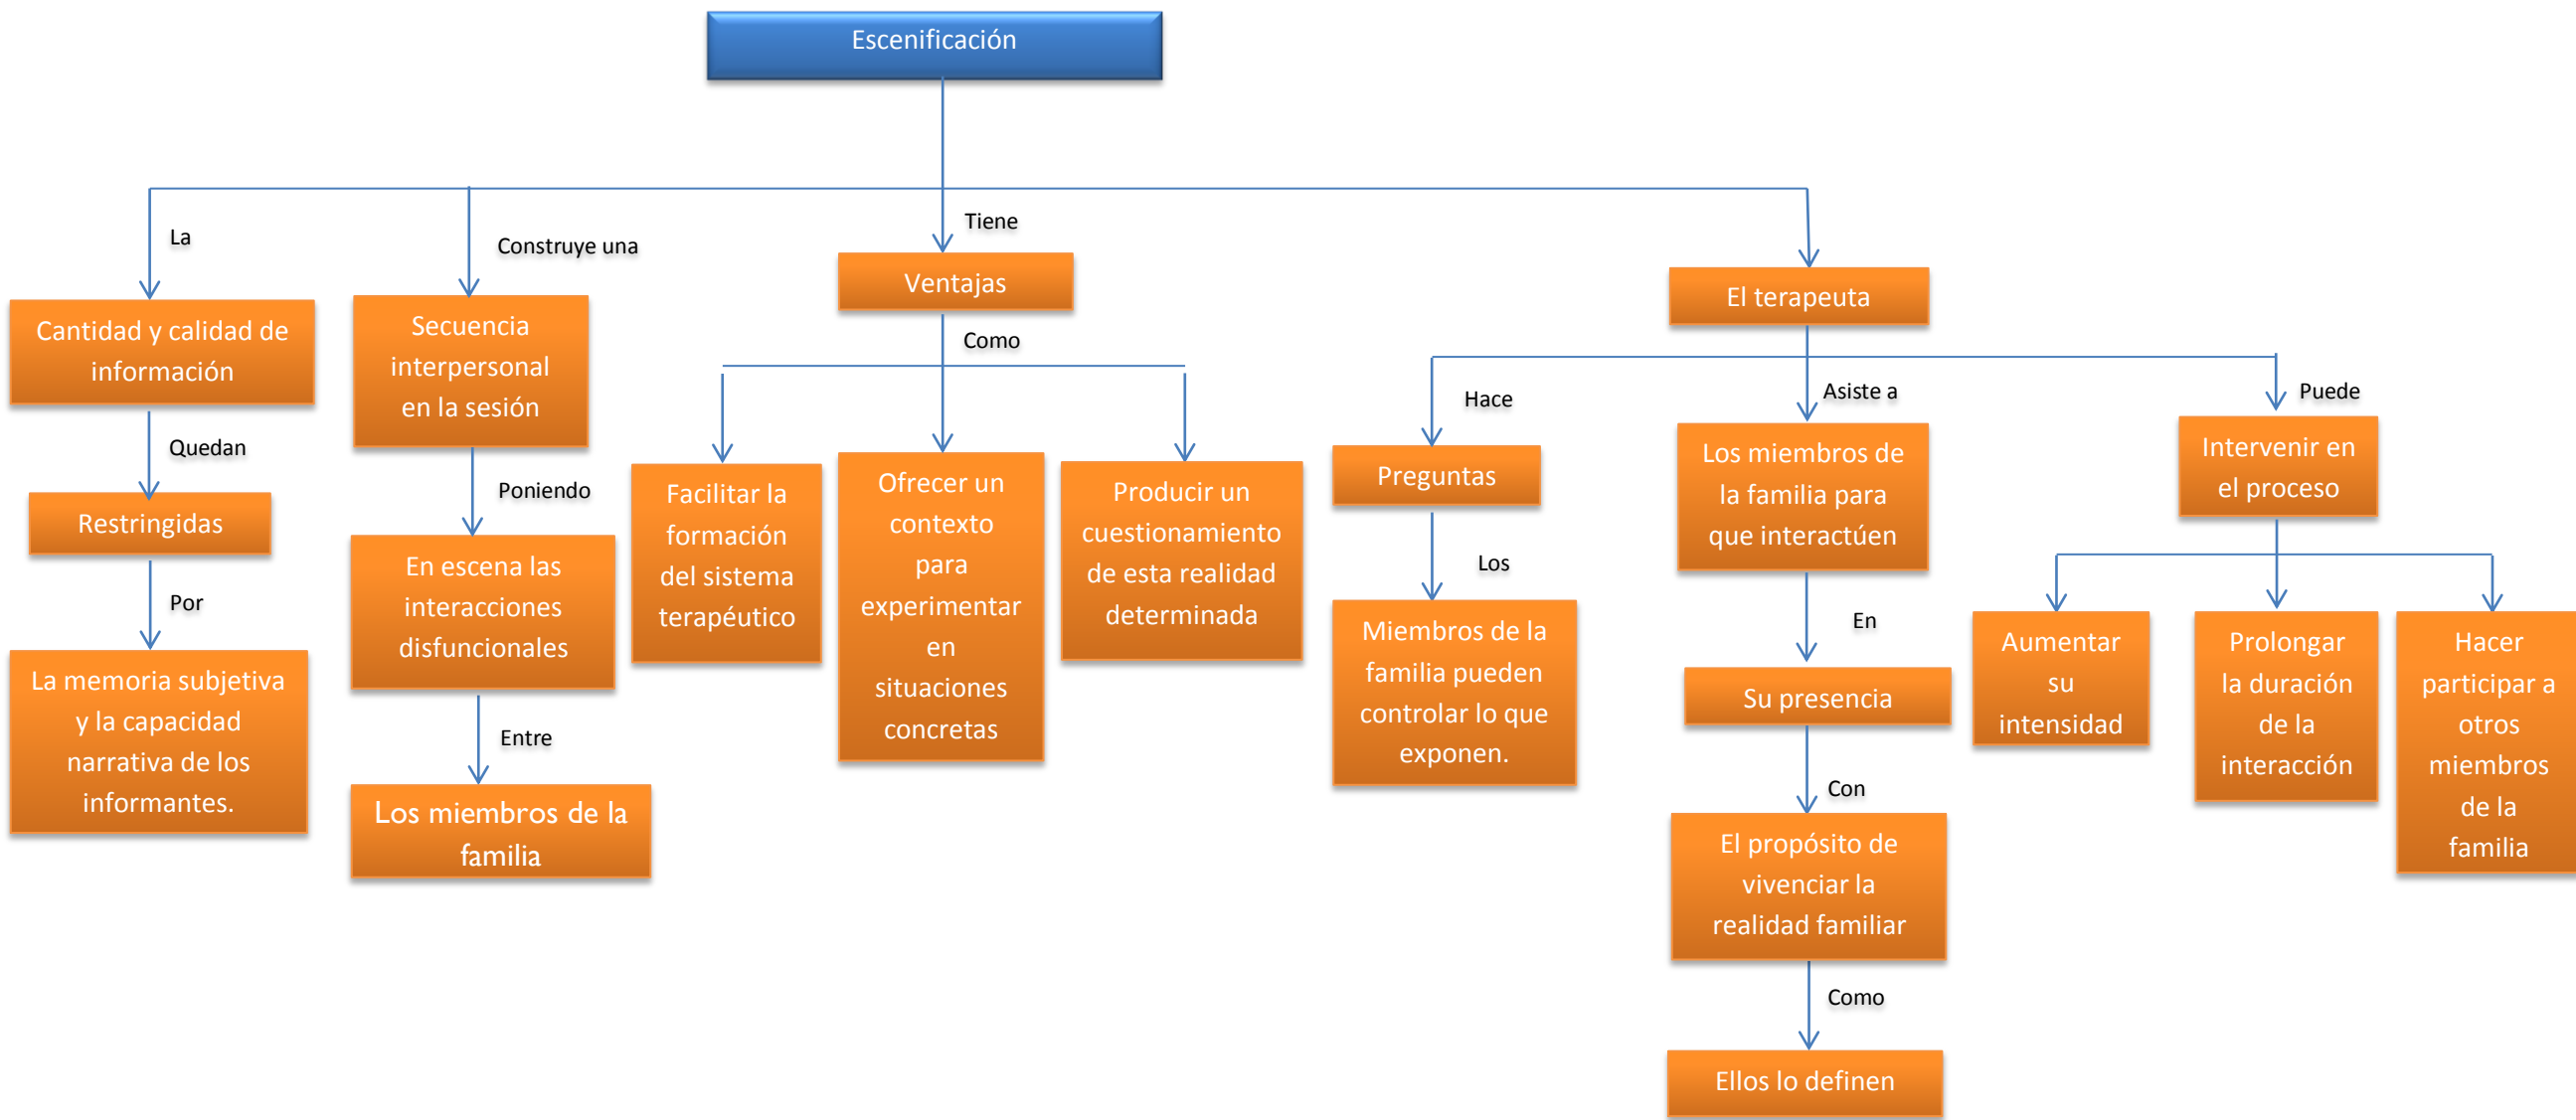 Escenificación
La
Cantidad y calidad de
información
Quedan
Restringidas
Por
La memoria subjetiva
y la capacidad
narrativa de los
informantes.
Construye una
Secuencia
interpersonal
en la sesión
Poniendo
En escena las
interacciones
disfuncionales
Entre
Los miembros de la
familia
Tiene
Ventajas
Como
Facilitar la
formación
del sistema
terapéutico
Ofrecer un
contexto
para
experimentar
en
situaciones
concretas
Producir un
cuestionamiento
de esta realidad
determinada
El terapeuta
Hace
Preguntas
Los
Miembros de la
familia pueden
controlar lo que
exponen.
Asiste a
Los miembros de
la familia para
que interactúen
En
Su presencia
Con
El propósito de
vivenciar la
realidad familiar
Como
Ellos lo definen
Puede
Intervenir en
el proceso
Aumentar
su
intensidad
Prolongar
la duración
de la
interacción
Hacer
participar a
otros
miembros
de la
familia